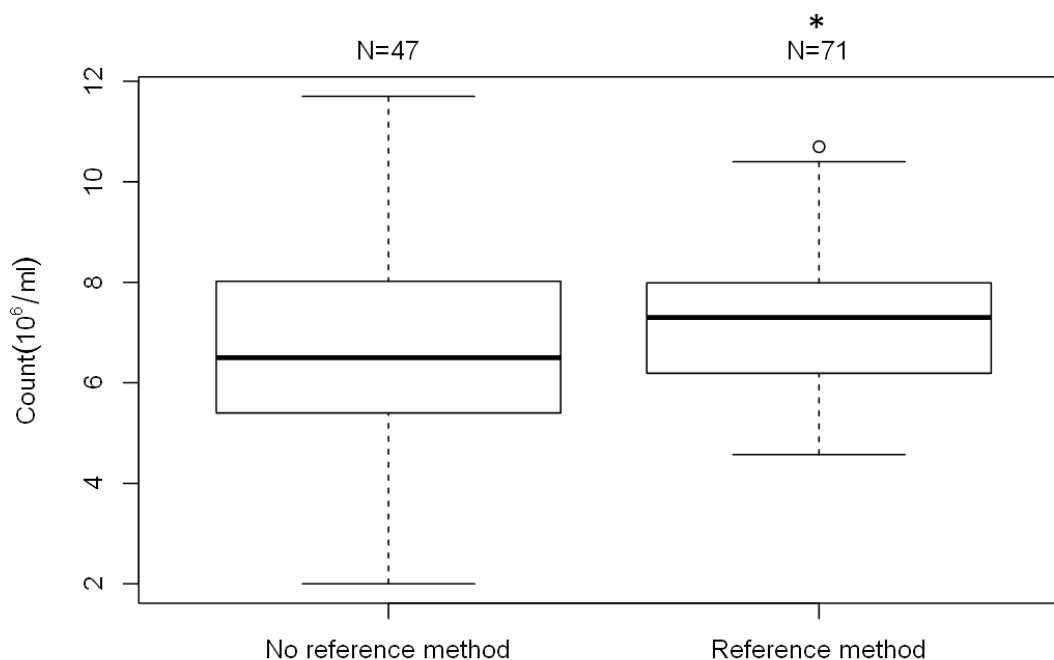 *
N=47 N=71
12
10
8
6
4
2
Count(10⁶/ml)
No reference method Reference method